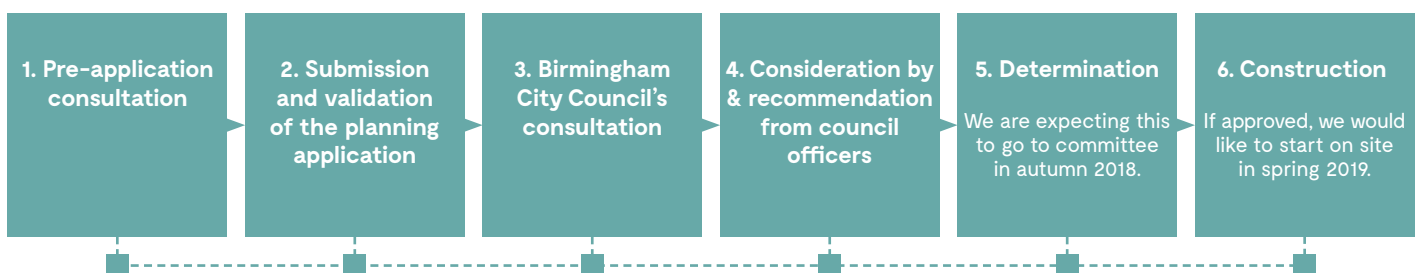 1. Pre-application
consultation
2. Submission
and validation
of the planning
application
3. Birmingham
City Council’s
consultation
4. Consideration by
& recommendation
from council
officers
5. Determination
We are expecting this
to go to committee
in autumn 2018.
6. Construction
If approved, we would
like to start on site
in spring 2019.